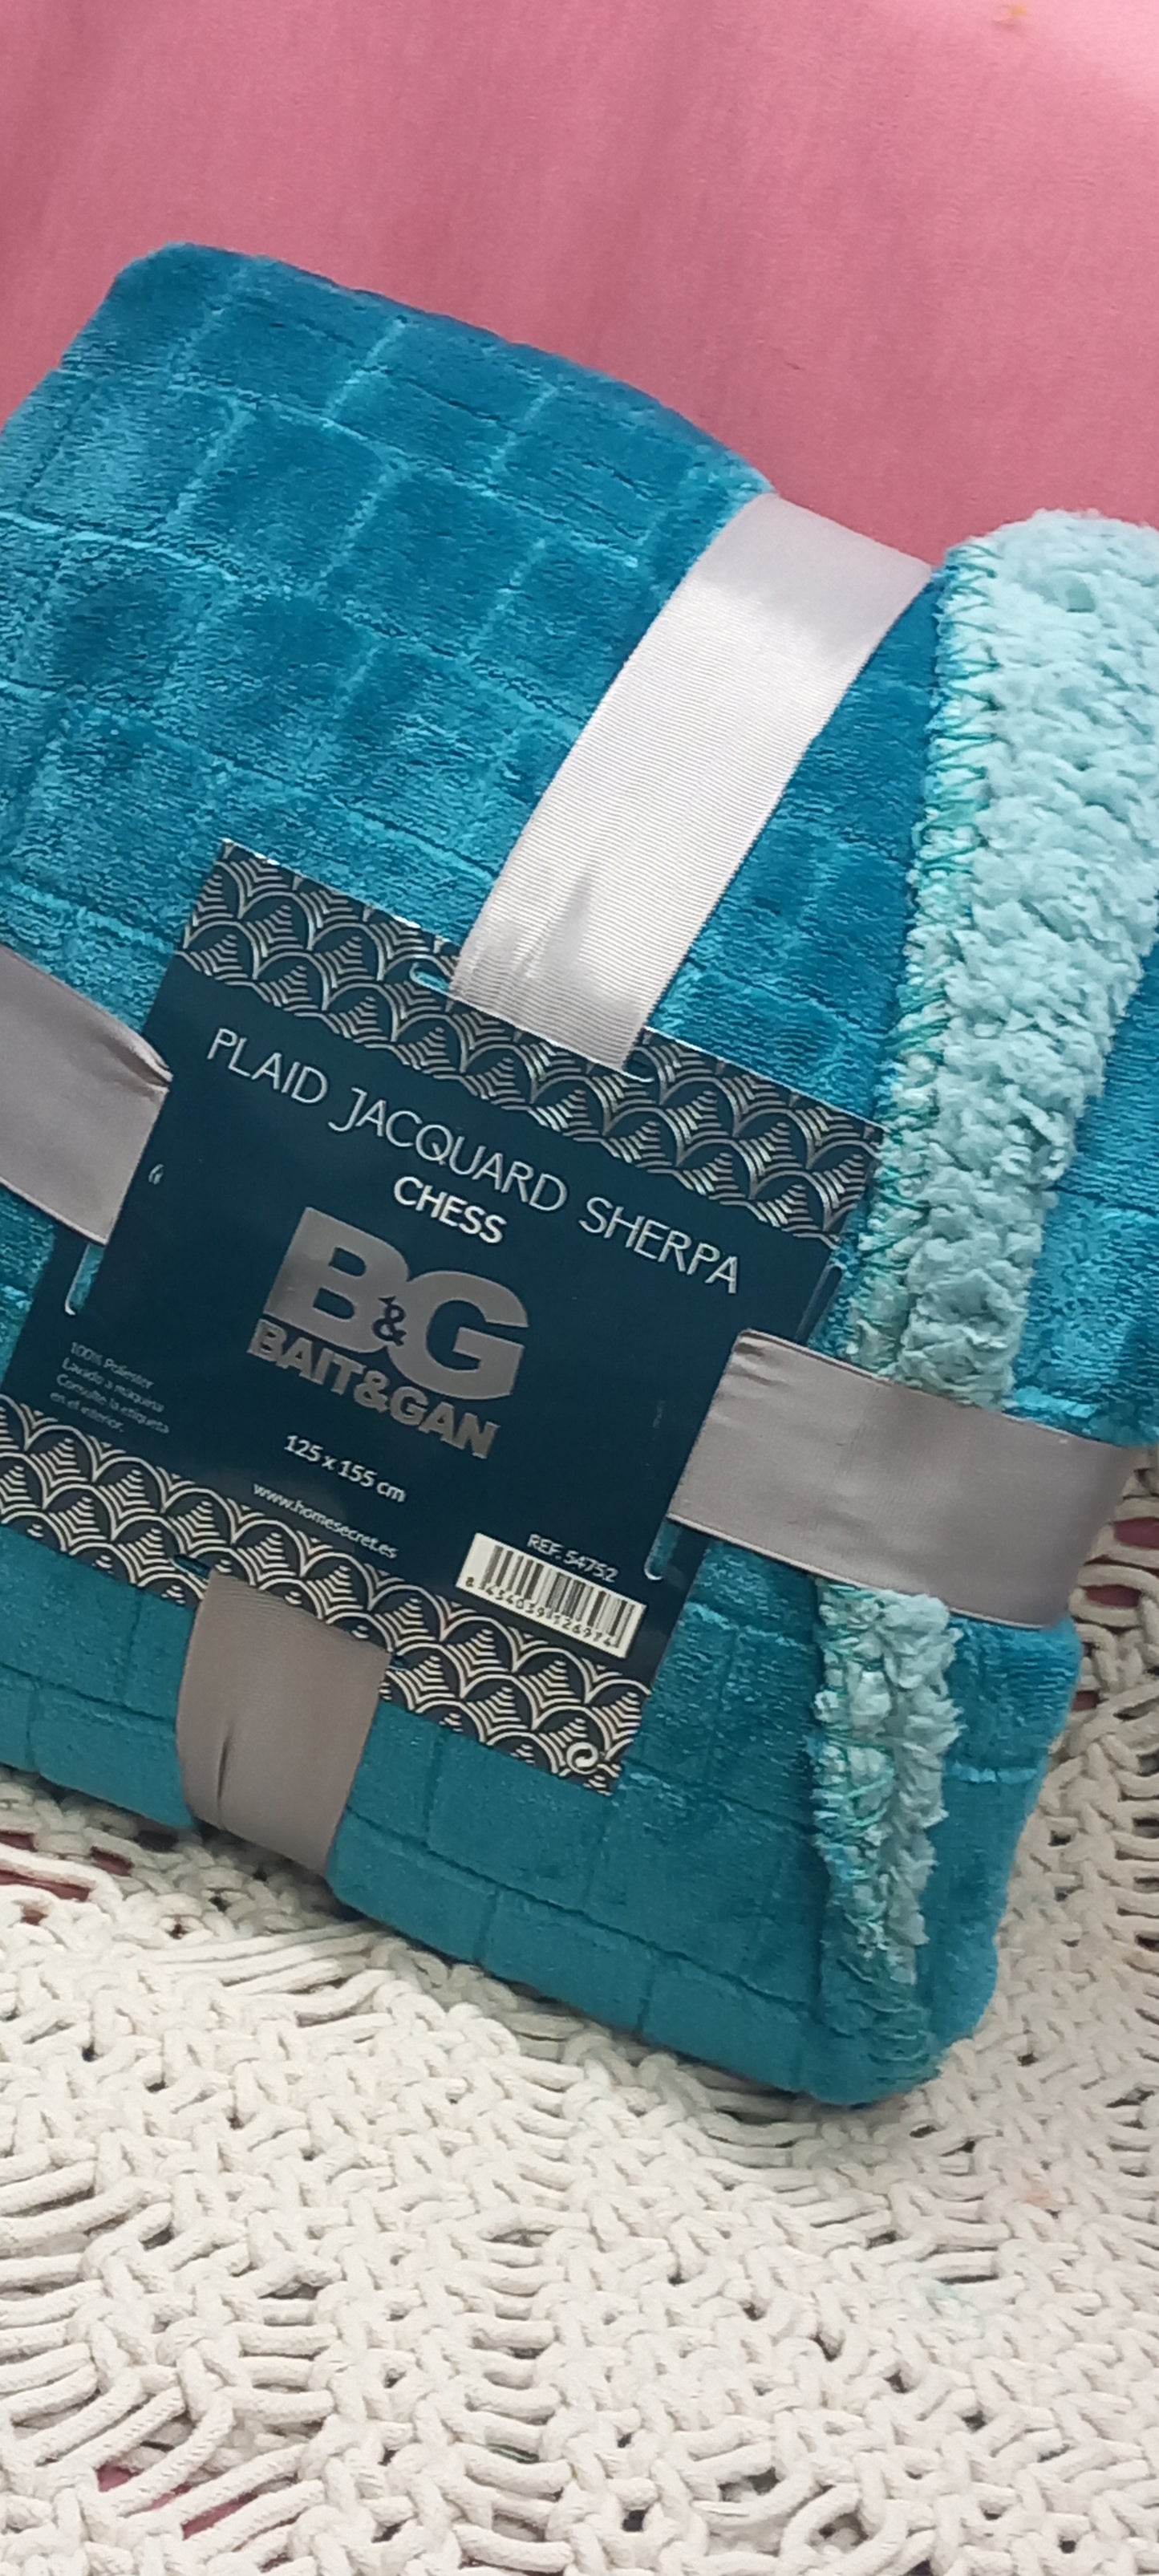 PLAID JACQUARD SHERPA
CHESS
B&G
BAIT&GAN
100% Poliester
Lavado a máquina
Consulte la etiqueta
en el interior.
125 x 155 cm
www.homesecret.es
REF. 54752